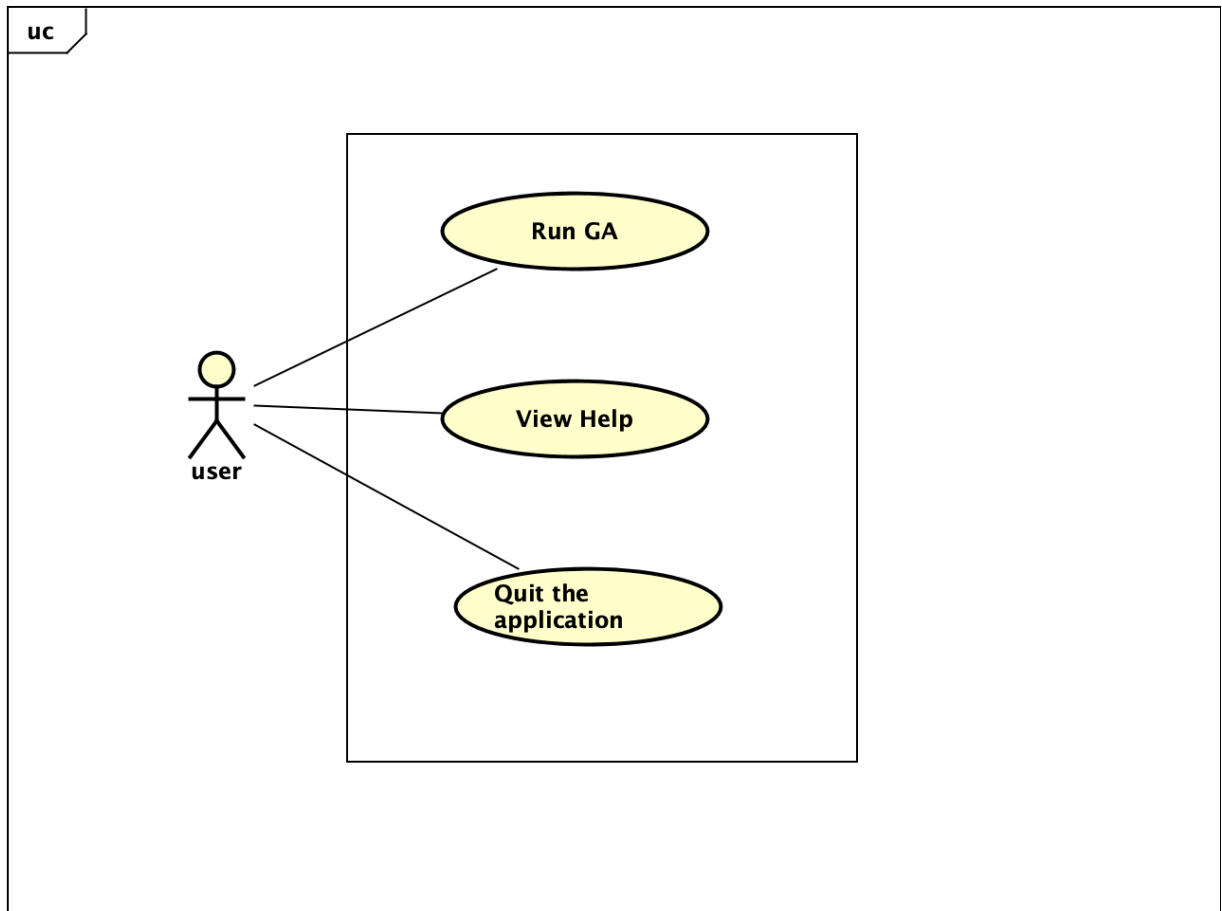 uc
Run GA
View Help
user
Quit the
application